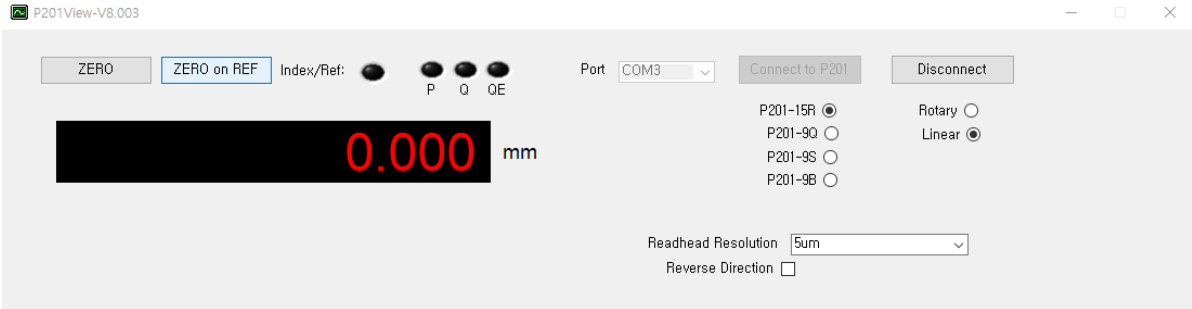 P201View-V8.003
ZERO ZERO on REF Index/Ref: P Q QE Port COM3 Connect to P201 Disconnect
P201-15R Rotary
P201-9Q Linear
P201-9S
P201-9B
0.000 mm
Readhead Resolution 5um
Reverse Direction